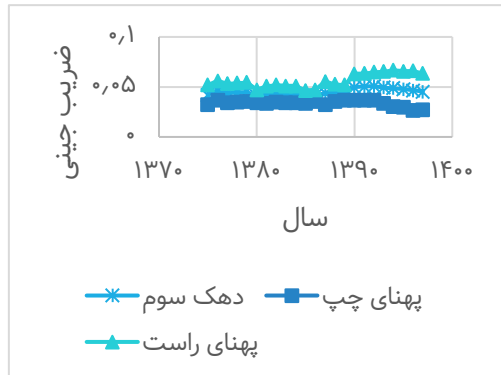 ۰٫۱
۰٫۰۵
۰
ضریب جینی
۱۳۷۰ ۱۳۸۰ ۱۳۹۰ ۱۴۰۰
سال
دهک سوم پهنای چپ
پهنای راست